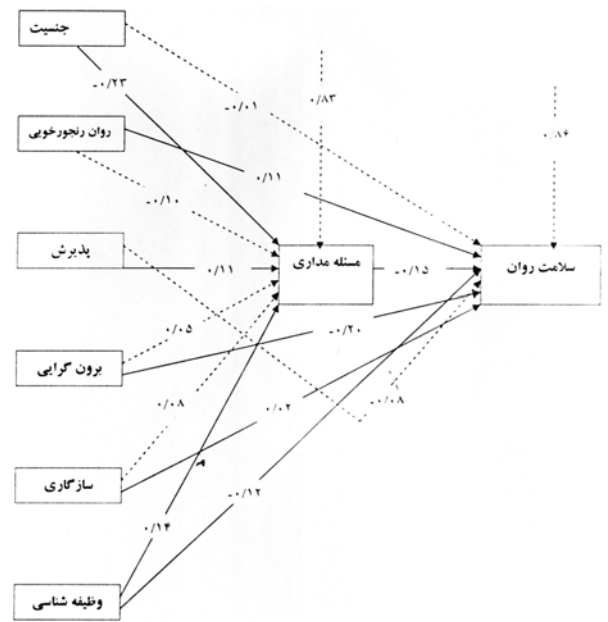 جنسیت
-۰/۲۳
۰/۸۳
-۰/۰۱
۰/۸۶
روان رنجورخویی
۰/۱۱
-۰/۱۰
پذیرش
۰/۱۱
مسئله مداری
-۰/۱۵
سلامت روان
۰/۰۵
-۰/۲۰
برون گرایی
۰/۰۸
۰/۰۲
-۰/۰۸
سازگاری
-۰/۱۲
۰/۱۴
وظیفه شناسی